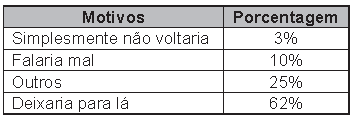 Motivos Porcentagem
Simplesmente não voltaria 3%
Falaria mal 10%
Outros 25%
Deixaria para lá 62%